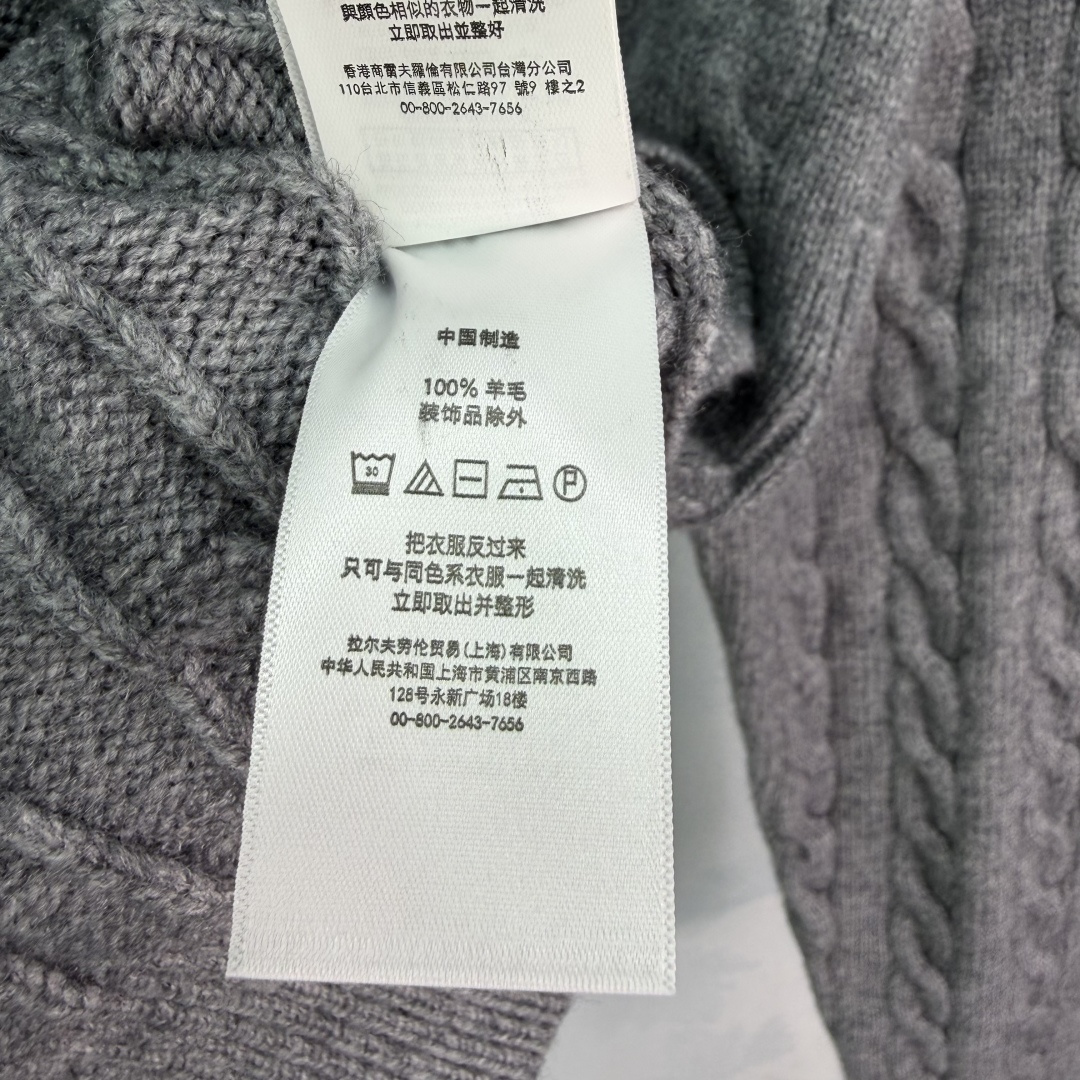 與顏色相似的衣物一起清洗
立即取出並整好
香港商雷夫羅倫有限公司台灣分公司
110台北市信義區松仁路97 號9 樓之2
00-800-2643-7656
中国制造
100% 羊毛
装饰品除外
30
P
把衣服反过来
只可与同色系衣服一起清洗
立即取出并整形
拉尔夫劳伦贸易(上海)有限公司
中华人民共和国上海市黄浦区南京西路
128号永新广场18楼
00-800-2643-7656